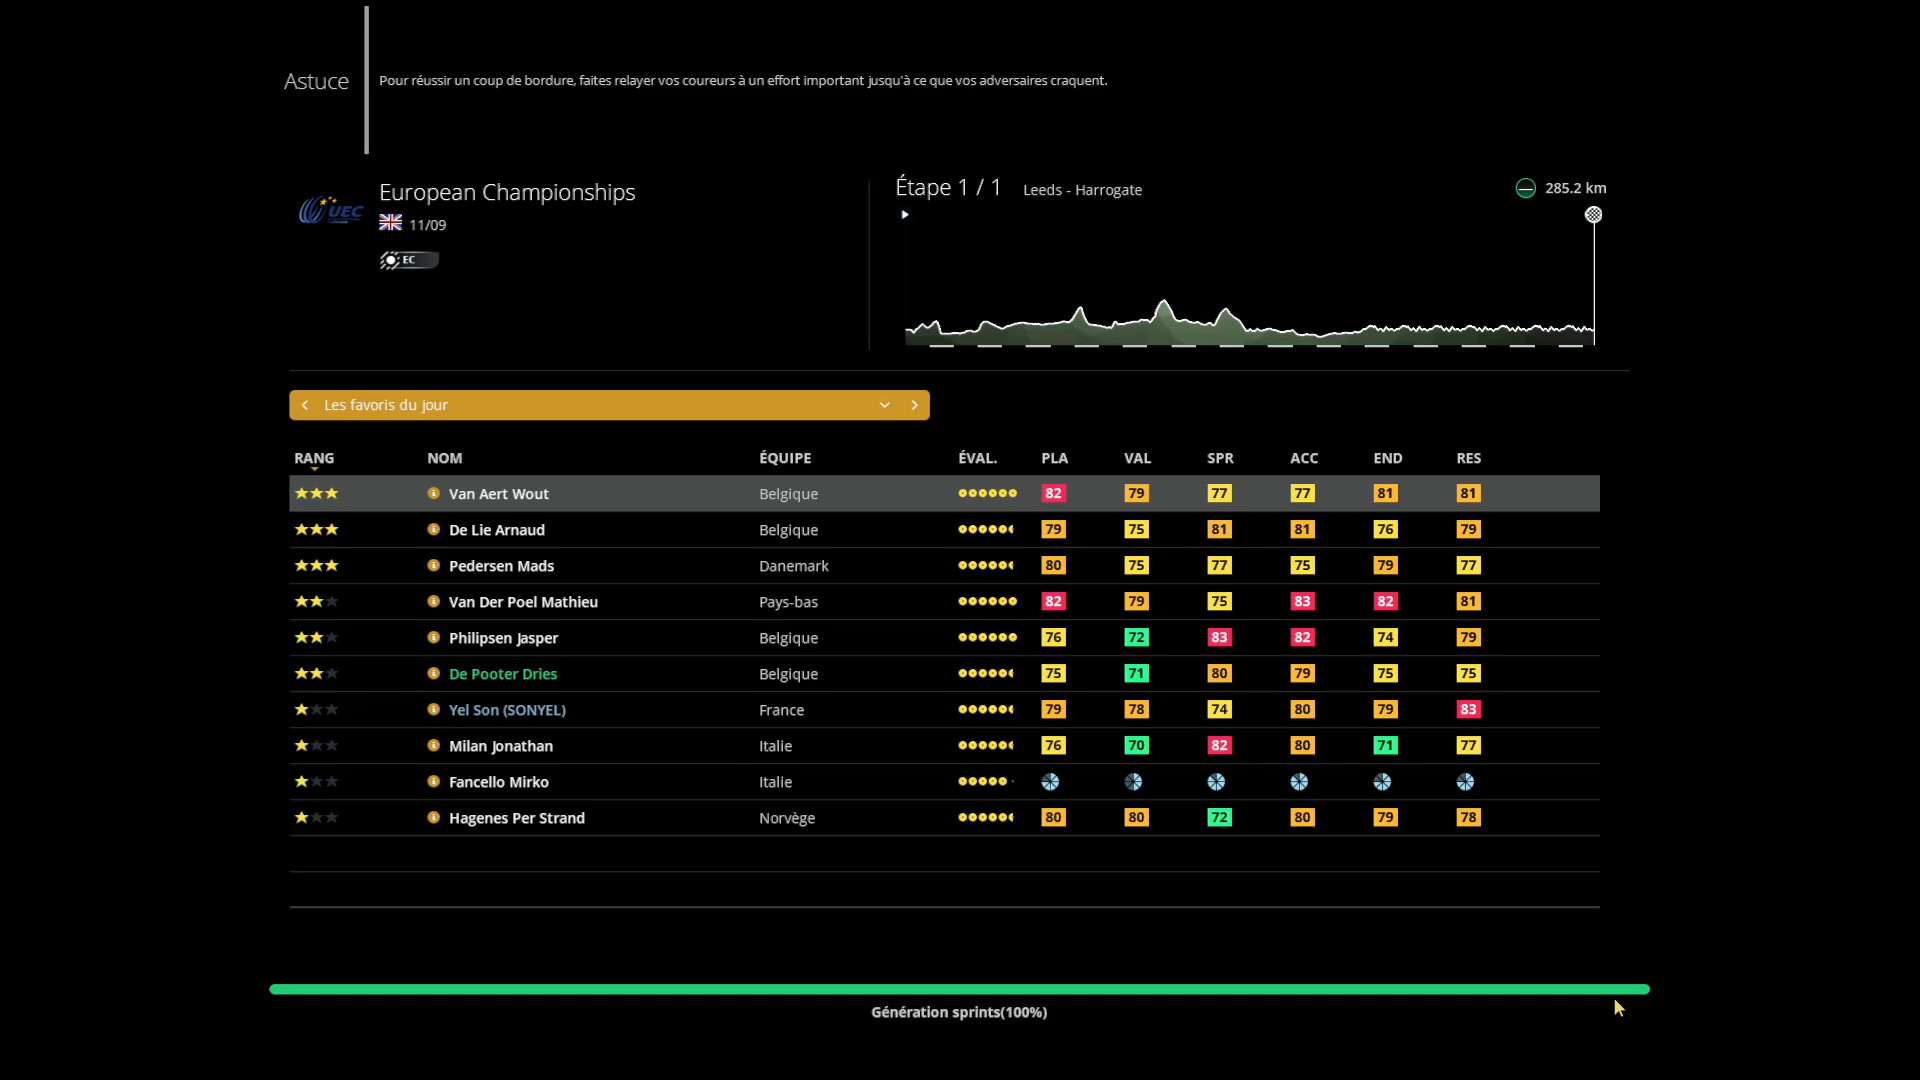 Astuce
Pour réussir un coup de bordure, faites relayer vos coureurs à un effort important jusqu'à ce que vos adversaires craquent.
UEC
European Championships
11/09
EC
Étape 1 / 1 Leeds - Harrogate 285.2 km
Les favoris du jour
RANG NOM ÉQUIPE ÉVAL. PLA VAL SPR ACC END RES
Van Aert Wout Belgique 82 79 77 77 81 81
De Lie Arnaud Belgique 79 75 81 81 76 79
Pedersen Mads Danemark 80 75 77 75 79 77
Van Der Poel Mathieu Pays-bas 82 79 75 83 82 81
Philipsen Jasper Belgique 76 72 83 82 74 79
De Pooter Dries Belgique 75 71 80 79 75 75
Yel Son (SONYEL) France 79 78 74 80 79 83
Milan Jonathan Italie 76 70 82 80 71 77
Fancello Mirko Italie
Hagenes Per Strand Norvège 80 80 72 80 79 78
Génération sprints(100%)